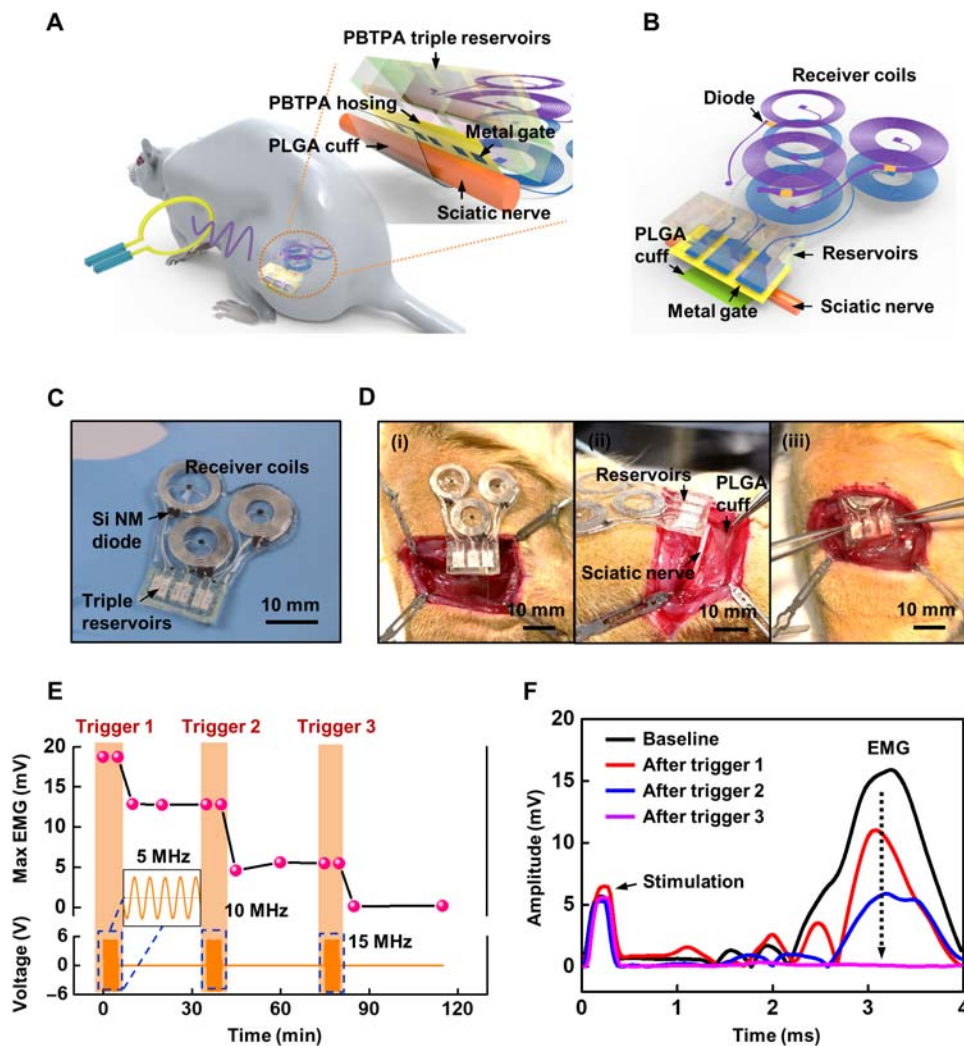 A
PBTPA triple reservoirs
PBTPA hosing
Metal gate
PLGA cuff
Sciatic nerve
B
Receiver coils
Diode
PLGA
cuff
Reservoirs
Metal gate
Sciatic nerve
C
Receiver coils
Si NM
diode
Triple
reservoirs
10 mm
D
(i)
10 mm
(ii)
Reservoirs
PLGA
cuff
Sciatic nerve
10 mm
(iii)
10 mm
E
Trigger 1
Trigger 2
Trigger 3
20
15
10
5
0
Max EMG (mV)
5 MHz
10 MHz
15 MHz
6
0
−6
Voltage (V)
0
30
60
90
120
Time (min)
F
20
15
10
5
0
Amplitude (mV)
Baseline
After trigger 1
After trigger 2
After trigger 3
EMG
Stimulation
0
1
2
3
4
Time (ms)